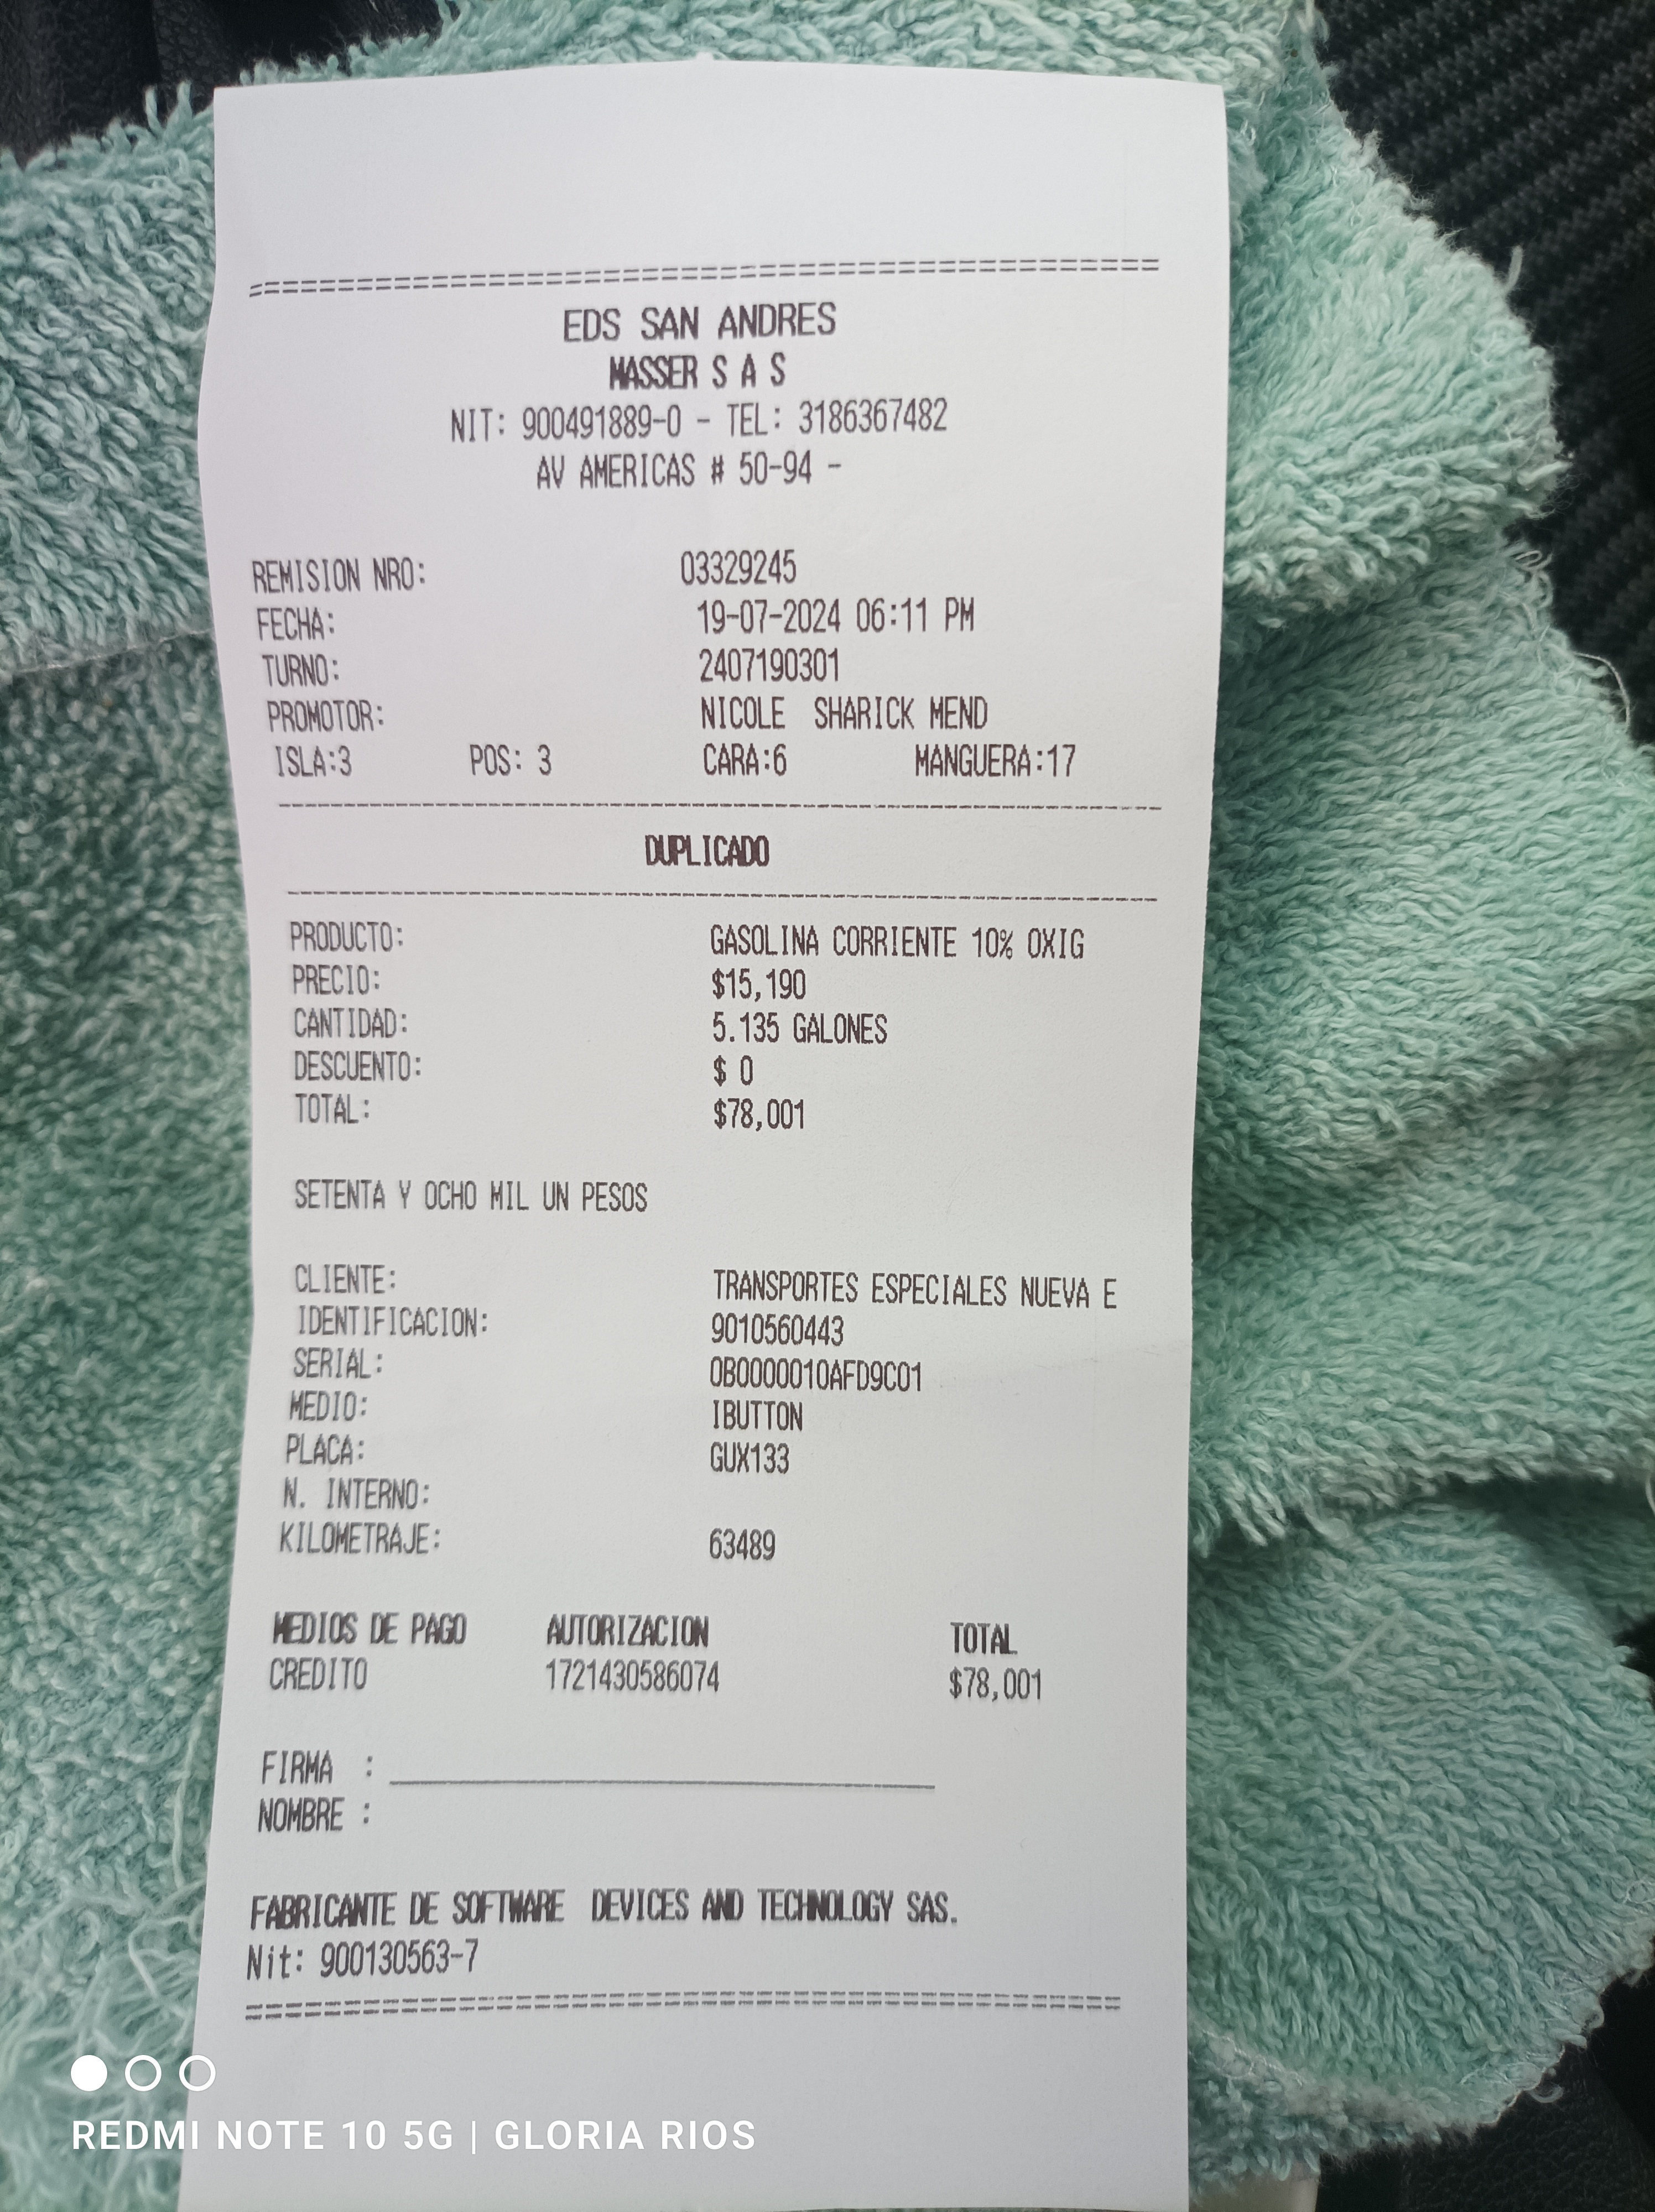 EDS SAN ANDRES
MASSER S A S
NIT: 900491889-0 - TEL: 3186367482
AV AMERICAS # 50-94 -
REMISION NRO: 03329245
FECHA: 19-07-2024 06:11 PM
TURNO: 2407190301
PROMOTOR: NICOLE SHARICK MEND
ISLA:3 POS: 3 CARA:6 MANGUERA:17
DUPLICADO
PRODUCTO: GASOLINA CORRIENTE 10% OXIG
PRECIO: $15,190
CANTIDAD: 5.135 GALONES
DESCUENTO: $ 0
TOTAL: $78,001
SETENTA Y OCHO MIL UN PESOS
CLIENTE: TRANSPORTES ESPECIALES NUEVA E
IDENTIFICACION: 9010560443
SERIAL: 0B0000010AFD9C01
MEDIO: IBUTTON
PLACA: GUX133
N. INTERNO:
KILOMETRAJE: 63489
MEDIOS DE PAGO AUTORIZACION TOTAL
CREDITO 1721430586074 $78,001
FIRMA :
NOMBRE :
FABRICANTE DE SOFTWARE DEVICES AND TECHNOLOGY SAS.
Nit: 900130563-7
REDMI NOTE 10 5G | GLORIA RIOS